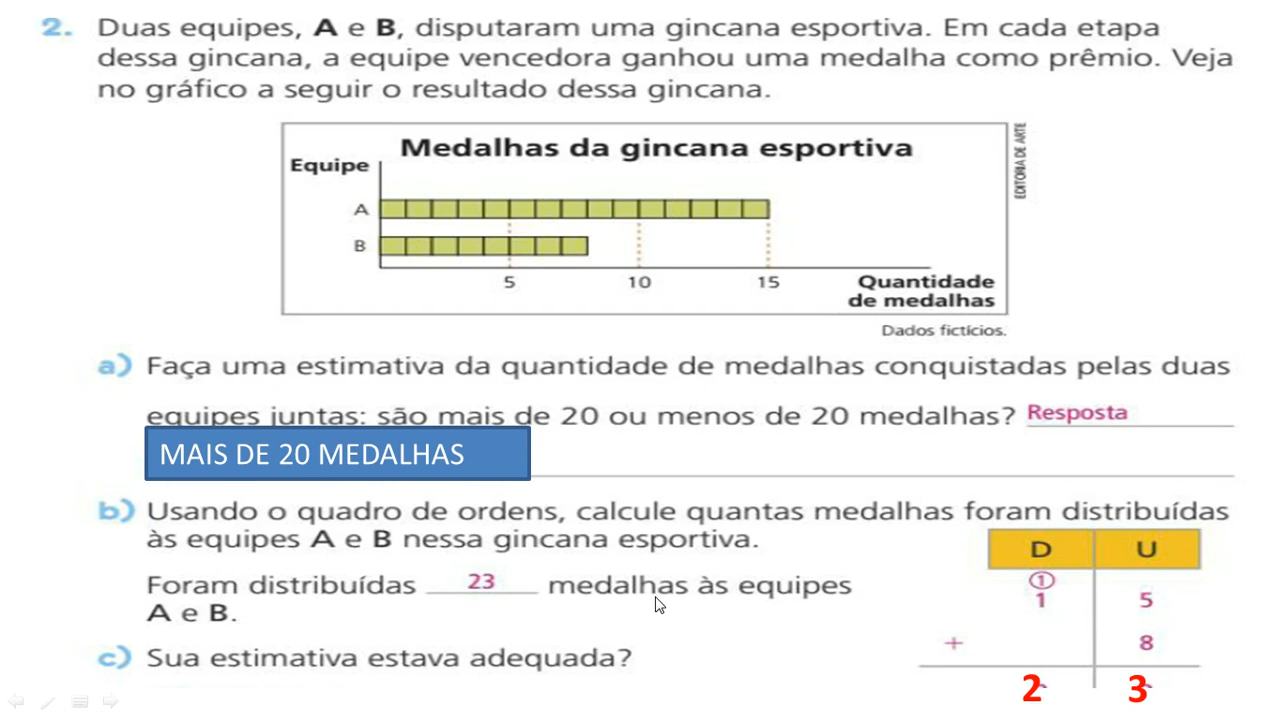 2. Duas equipes, A e B, disputaram uma gincana esportiva. Em cada etapa
dessa gincana, a equipe vencedora ganhou uma medalha como prêmio. Veja
no gráfico a seguir o resultado dessa gincana.
Medalhas da gincana esportiva
Equipe
A
B
5 10 15
Quantidade
de medalhas
EDITORIA DE ARTE
Dados fictícios.
a) Faça uma estimativa da quantidade de medalhas conquistadas pelas duas
equipes juntas: são mais de 20 ou menos de 20 medalhas? Resposta
MAIS DE 20 MEDALHAS
b) Usando o quadro de ordens, calcule quantas medalhas foram distribuídas
às equipes A e B nessa gincana esportiva.
Foram distribuídas 23 medalhas às equipes
A e B.
D U
1
1 5
+ 8
2 3
c) Sua estimativa estava adequada?